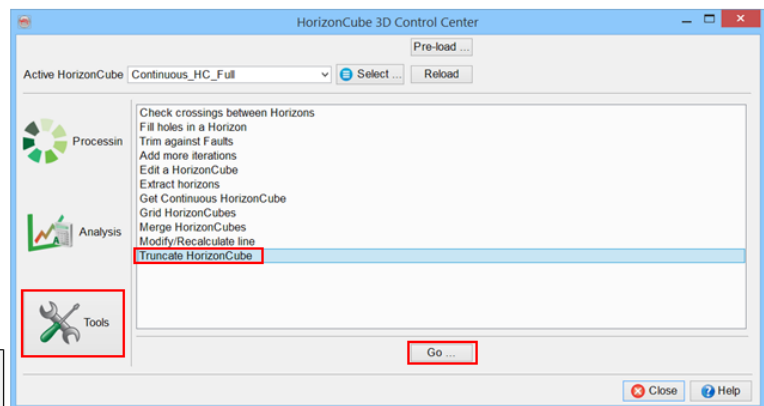 HorizonCube 3D Control Center
Pre-load ...
Active HorizonCube Continuous_HC_Full Select ... Reload
Check crossings between Horizons
Fill holes in a Horizon
Processin Trim against Faults
Add more iterations
Edit a HorizonCube
Extract horizons
Get Continuous HorizonCube
Grid HorizonCubes
Analysis Merge HorizonCubes
Modify/Recalculate line
Truncate HorizonCube
Tools
Go ...
Close Help